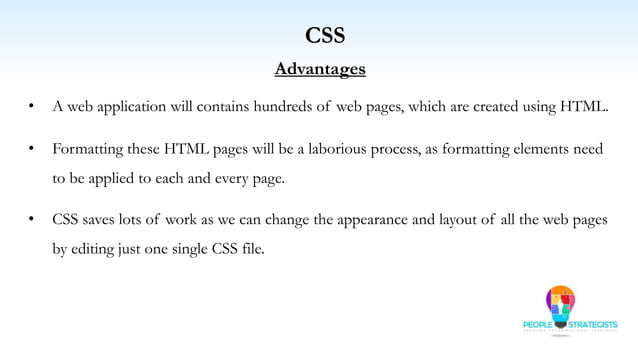 CSS
Advantages
• A web application will contains hundreds of web pages, which are created using HTML.
• Formatting these HTML pages will be a laborious process, as formatting elements need
to be applied to each and every page.
• CSS saves lots of work as we can change the appearance and layout of all the web pages
by editing just one single CSS file.
PEOPLE STRATEGISTS